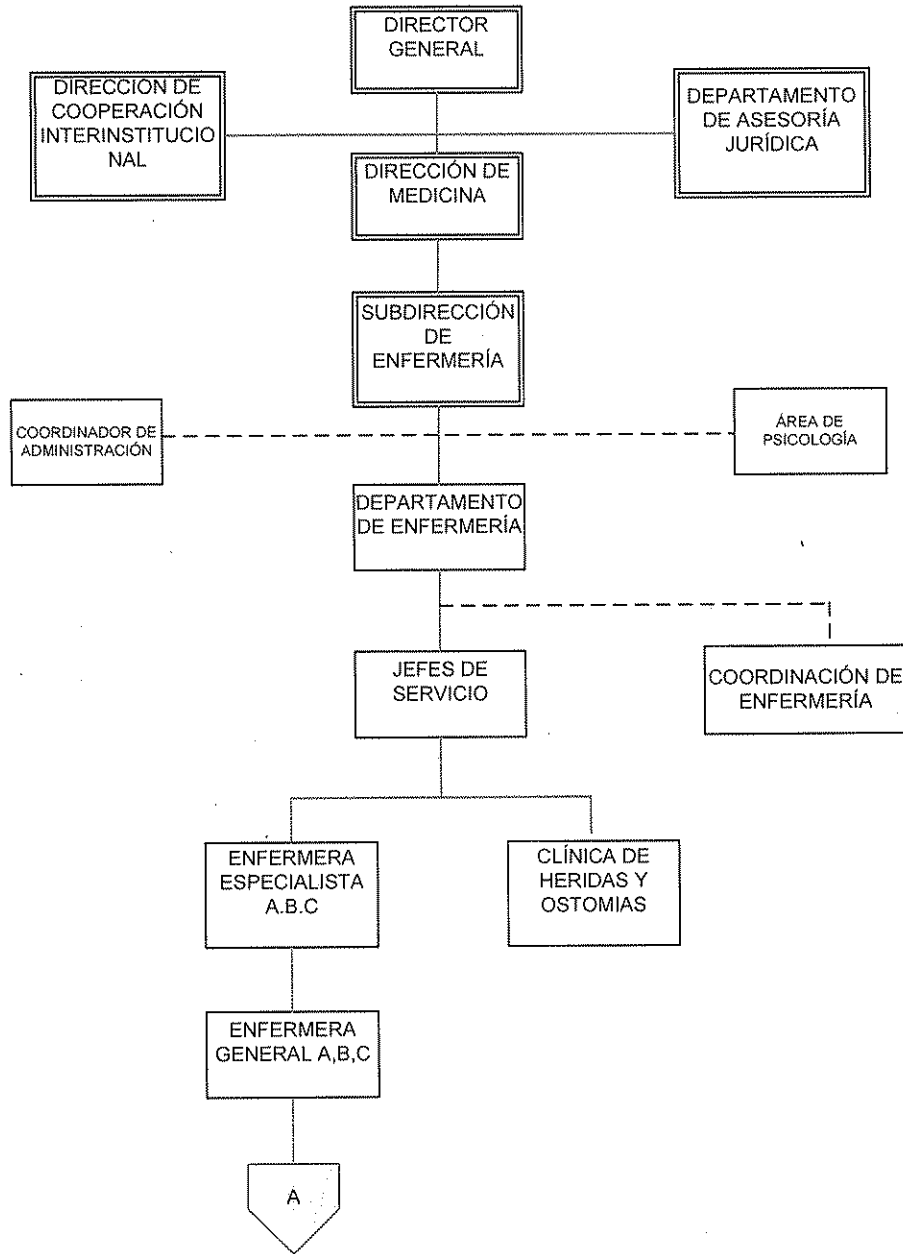 DIRECTOR
GENERAL
DIRECCIÓN DE
COOPERACIÓN
INTERINSTITUCIO
NAL
DEPARTAMENTO
DE ASESORÍA
JURÍDICA
DIRECCIÓN DE
MEDICINA
SUBDIRECCIÓN
DE
ENFERMERÍA
COORDINADOR DE
ADMINISTRACIÓN
ÁREA DE
PSICOLOGÍA
DEPARTAMENTO
DE ENFERMERÍA
JEFES DE
SERVICIO
COORDINACIÓN DE
ENFERMERÍA
ENFERMERA
ESPECIALISTA
A.B.C
CLÍNICA DE
HERIDAS Y
OSTOMIAS
ENFERMERA
GENERAL A,B,C
A